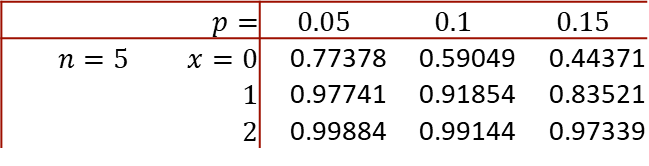 p = 0.05 0.1 0.15
n = 5 x = 0 0.77378 0.59049 0.44371
1 0.97741 0.91854 0.83521
2 0.99884 0.99144 0.97339